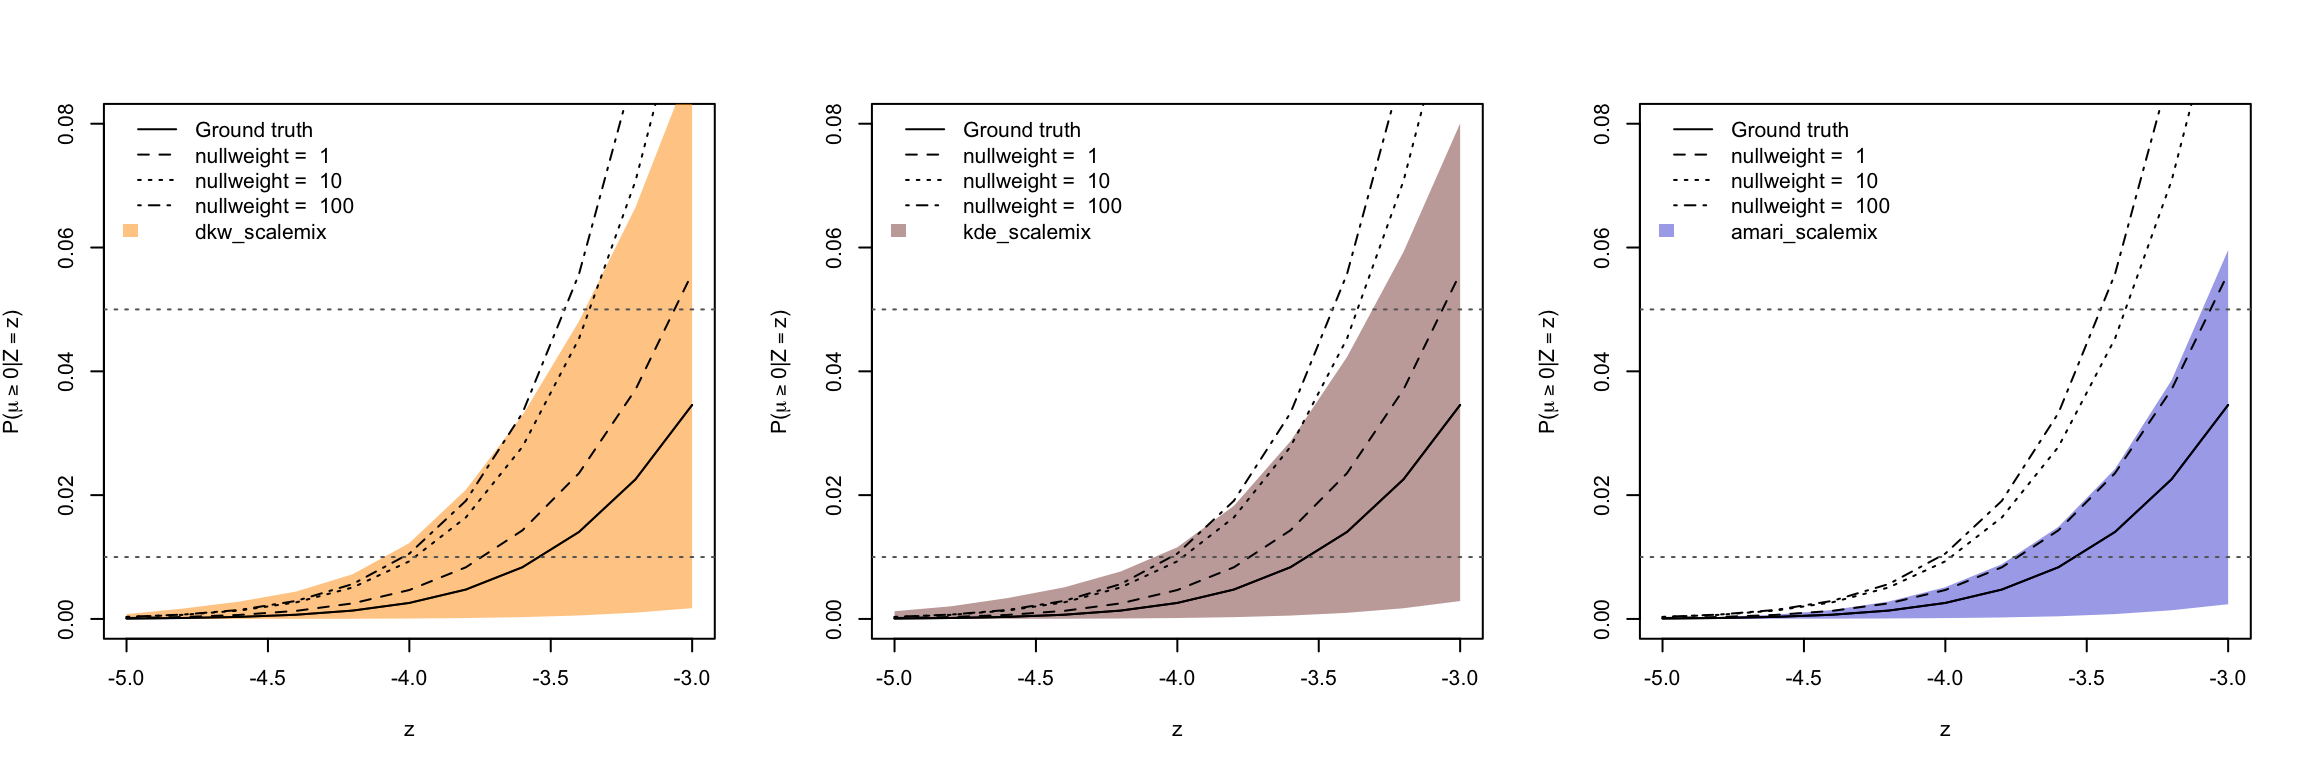 P(μ ≥ 0|Z = z)
0.08
0.06
0.04
0.02
0.00
Ground truth
nullweight = 1
nullweight = 10
nullweight = 100
dkw_scalemix
-5.0 -4.5 -4.0 -3.5 -3.0
z
P(μ ≥ 0|Z = z)
0.08
0.06
0.04
0.02
0.00
Ground truth
nullweight = 1
nullweight = 10
nullweight = 100
kde_scalemix
-5.0 -4.5 -4.0 -3.5 -3.0
z
P(μ ≥ 0|Z = z)
0.08
0.06
0.04
0.02
0.00
Ground truth
nullweight = 1
nullweight = 10
nullweight = 100
amari_scalemix
-5.0 -4.5 -4.0 -3.5 -3.0
z